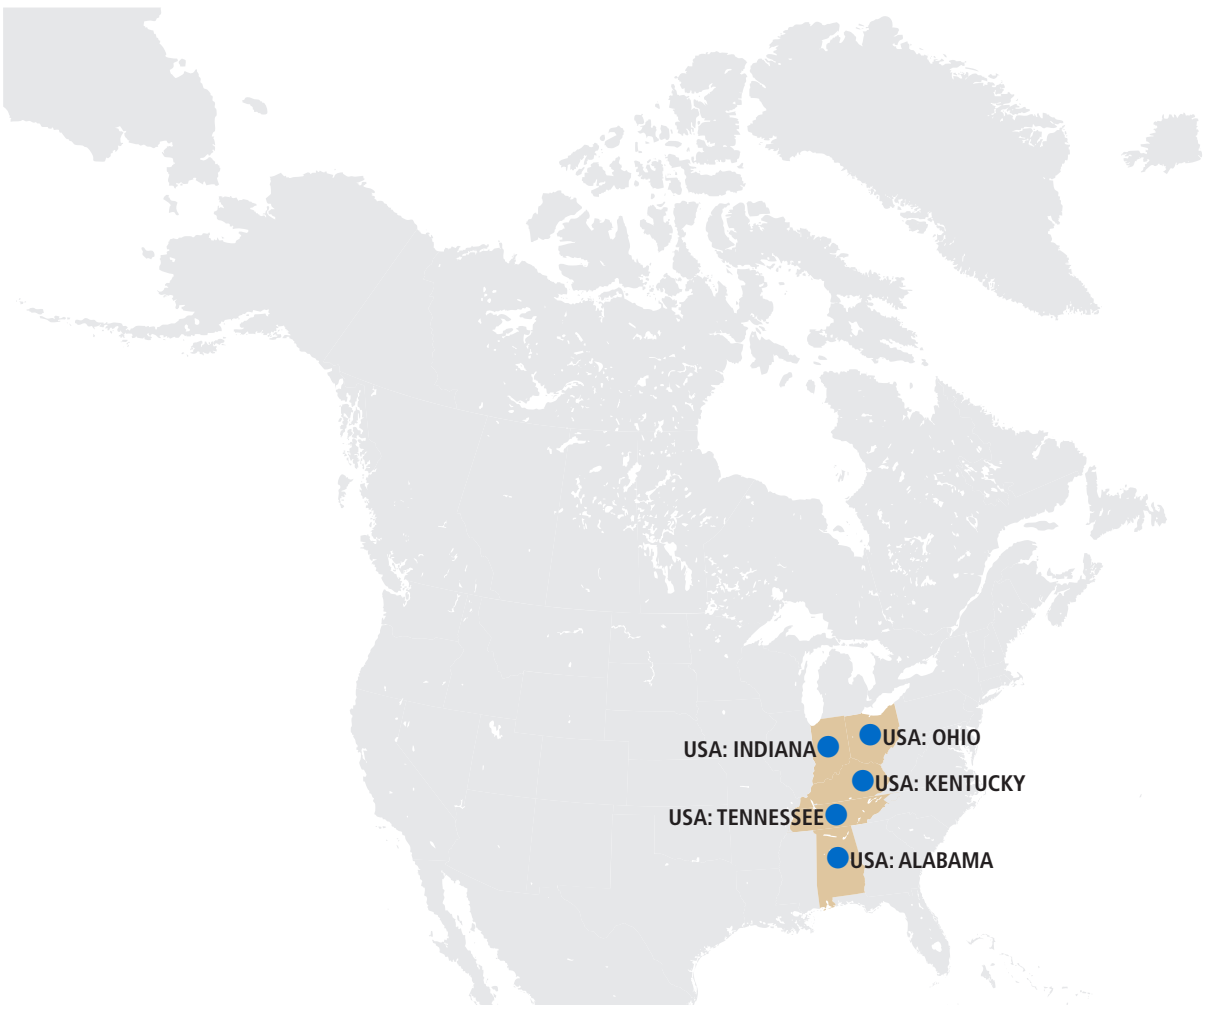 USA: OHIO
USA: INDIANA
USA: KENTUCKY
USA: TENNESSEE
USA: ALABAMA